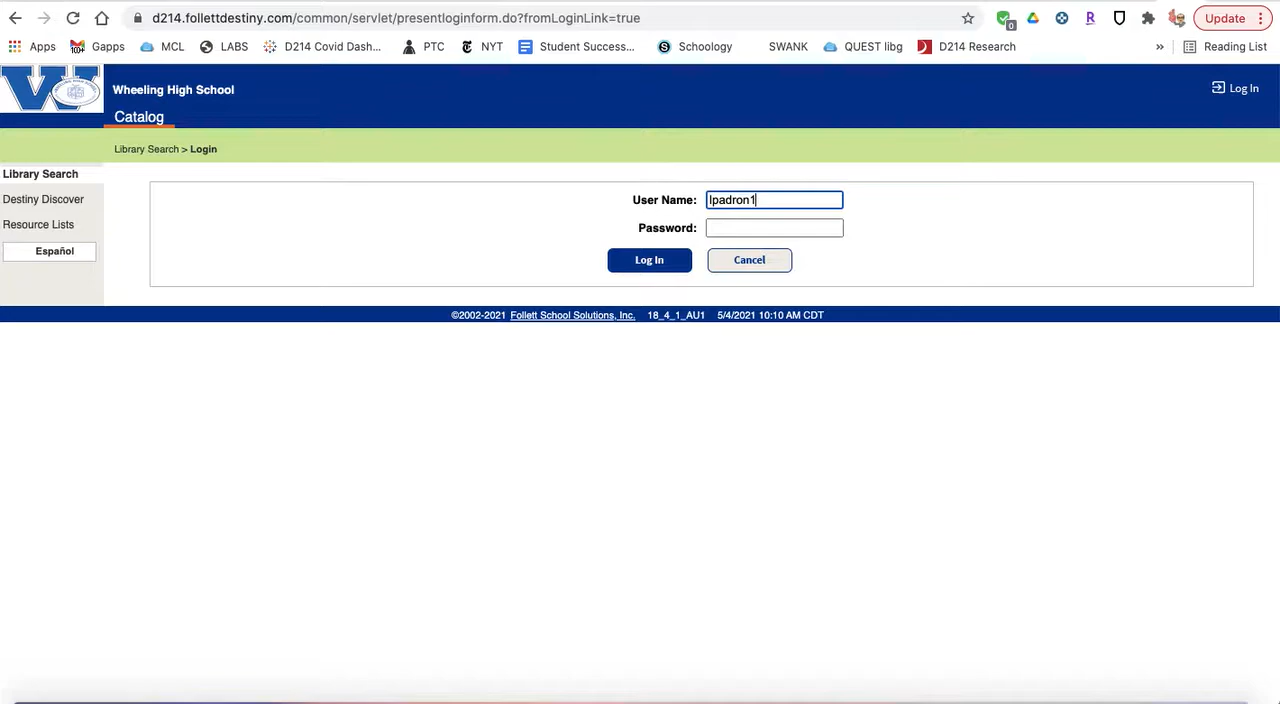 d214.follettdestiny.com/common/servlet/presentloginform.do?fromLoginLink=true
0
Update
Apps
10+
Gapps
MCL
LABS
D214 Covid Dash...
PTC
NYT
Student Success...
Schoology
SWANK
QUEST libg
D214 Research
»
Reading List
Wheeling High School
Log In
Catalog
Library Search > Login
Library Search
Destiny Discover
Resource Lists
Español
User Name:
lpadron1
Password:
Log In
Cancel
©2002-2021 Follett School Solutions, Inc. 18_4_1_AU1 5/4/2021 10:10 AM CDT